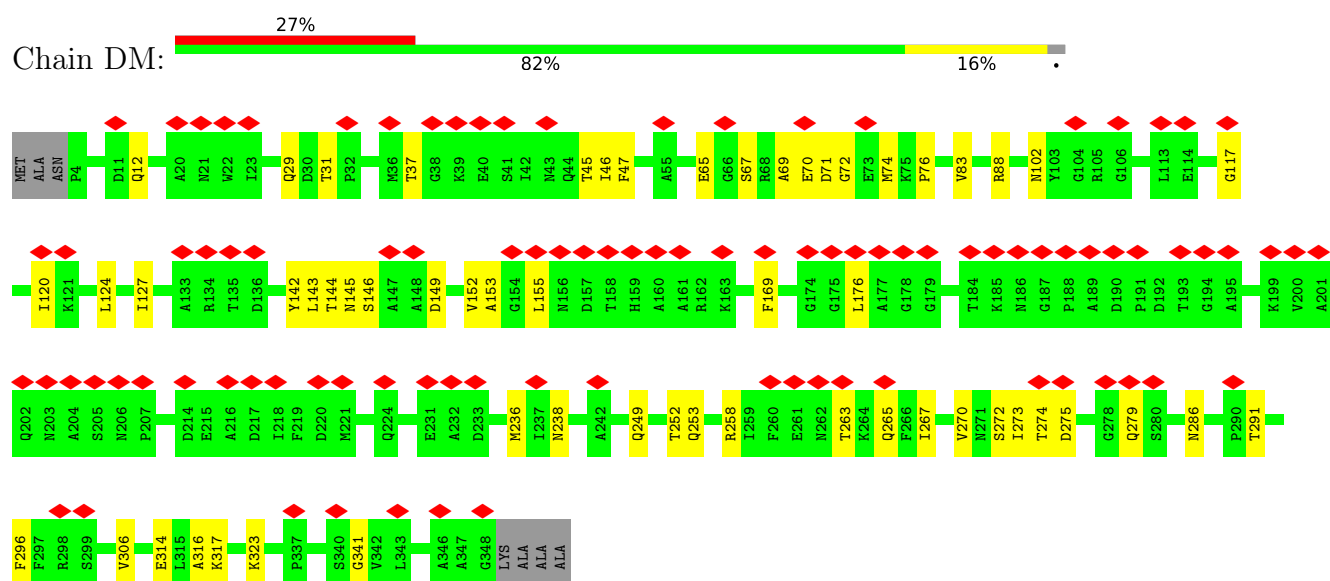 27%
Chain DM:
82% 16% •
MET ALA ASN P4 D11 Q12 A20 N21 W22 I23 Q29 D30 T31 P32 M36 T37 G38 K39 E40 S41 I42 N43 Q44 T45 I46 F47 A55 E65 G66 S67 R68 A69 E70 D71 G72 E73 M74 K75 P76 V83 R88 N102 Y103 G104 R105 G106 L113 E114 G117
I120 K121 L124 I127 A133 R134 T135 D136 Y142 L143 T144 N145 S146 A147 A148 D149 V152 A153 G154 L155 N156 D157 T158 H159 A160 A161 R162 K163 F169 G174 G175 L176 A177 G178 G179 T184 K185 N186 G187 P188 A189 D190 P191 D192 T193 G194 A195 K199 V200 A201
Q202 N203 A204 S205 N206 P207 D214 E215 A216 D217 I218 F219 D220 M221 Q224 E231 A232 D233 M236 I237 N238 A242 Q249 T252 Q253 R258 I259 F260 E261 N262 T263 K264 Q265 F266 I267 V270 N271 S272 I273 T274 D275 G278 Q279 S280 N286 P290 T291
F296 F297 R298 S299 V306 E314 L315 A316 K317 K323 P337 S340 G341 V342 L343 A346 A347 G348 LYS ALA ALA ALA